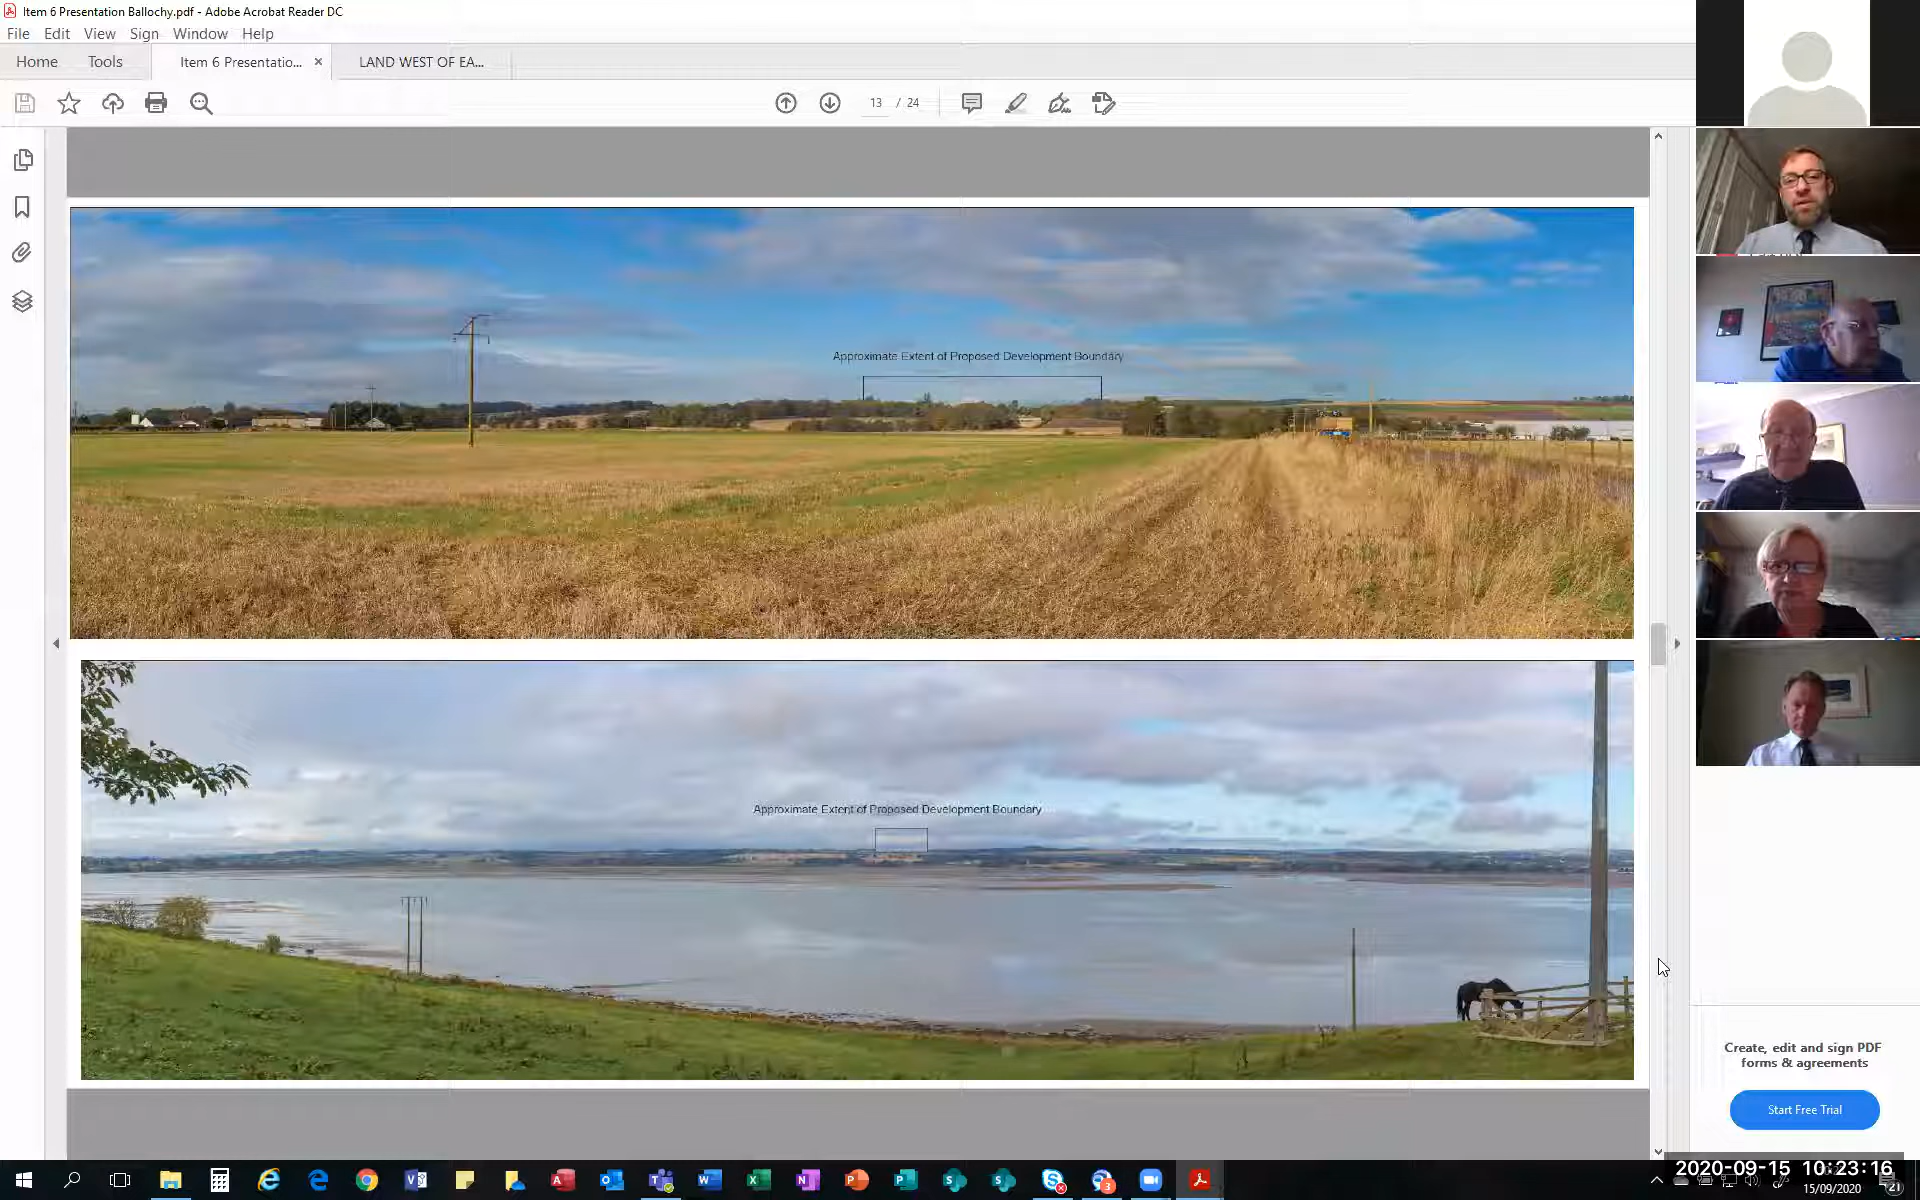 Item 6 Presentation Ballochy.pdf - Adobe Acrobat Reader DC
File Edit View Sign Window Help
Home Tools Item 6 Presentatio... × LAND WEST OF EA...
13 / 24
Approximate Extent of Proposed Development Boundary
Approximate Extent of Proposed Development Boundary
Create, edit and sign PDF
forms & agreements
Start Free Trial
2020-09-15 10:23:16
15/09/2020
21